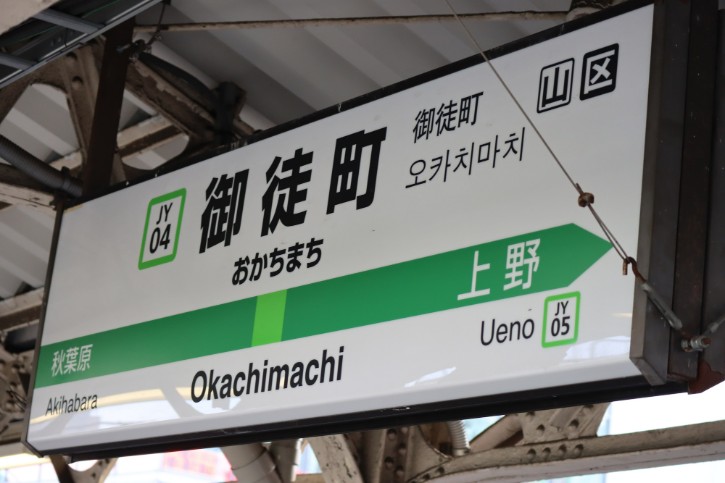 山 区
御徒町
오카치마치
JY
04
御徒町
おかちまち
上野
秋葉原
Ueno
JY
05
Okachimachi
Akihabara